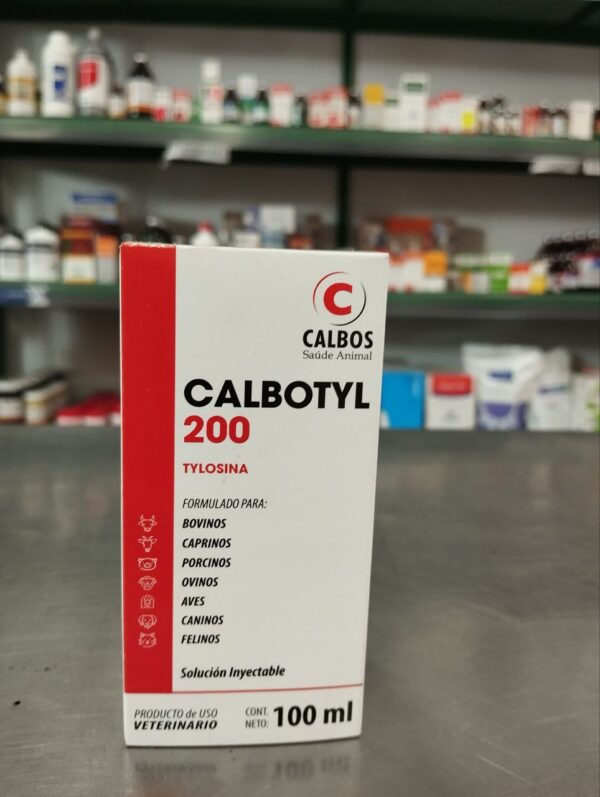 C
CALBOS
Saúde Animal
CALBOTYL
200
TYLOSINA
FORMULADO PARA:
BOVINOS
CAPRINOS
PORCINOS
OVINOS
AVES
CANINOS
FELINOS
Solución Inyectable
PRODUCTO de USO
VETERINARIO
CONT.
NETO: 100 ml